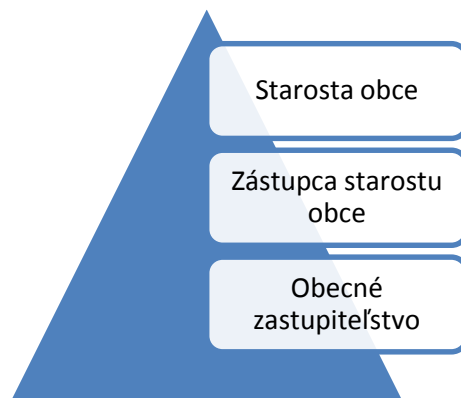 Starosta obce
Zástupca starostu
obce
Obecné
zastupiteľstvo